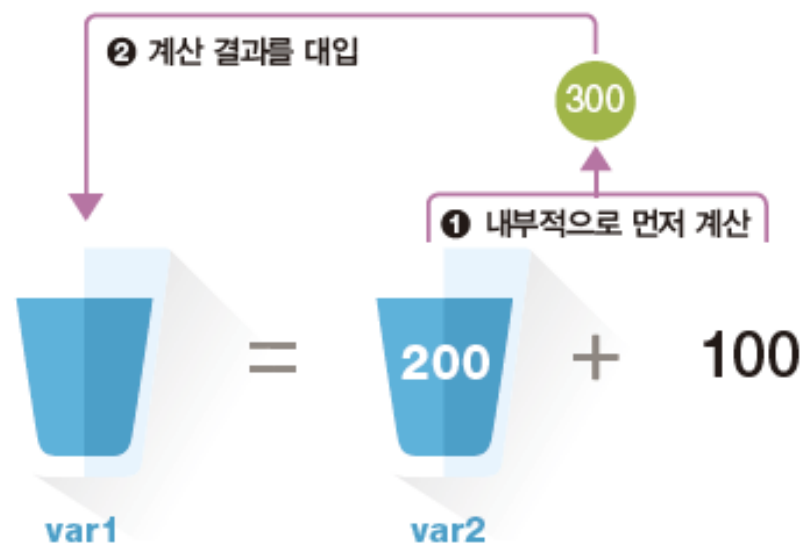 ❷ 계산 결과를 대입
300
❶ 내부적으로 먼저 계산
= 200 + 100
var1 var2